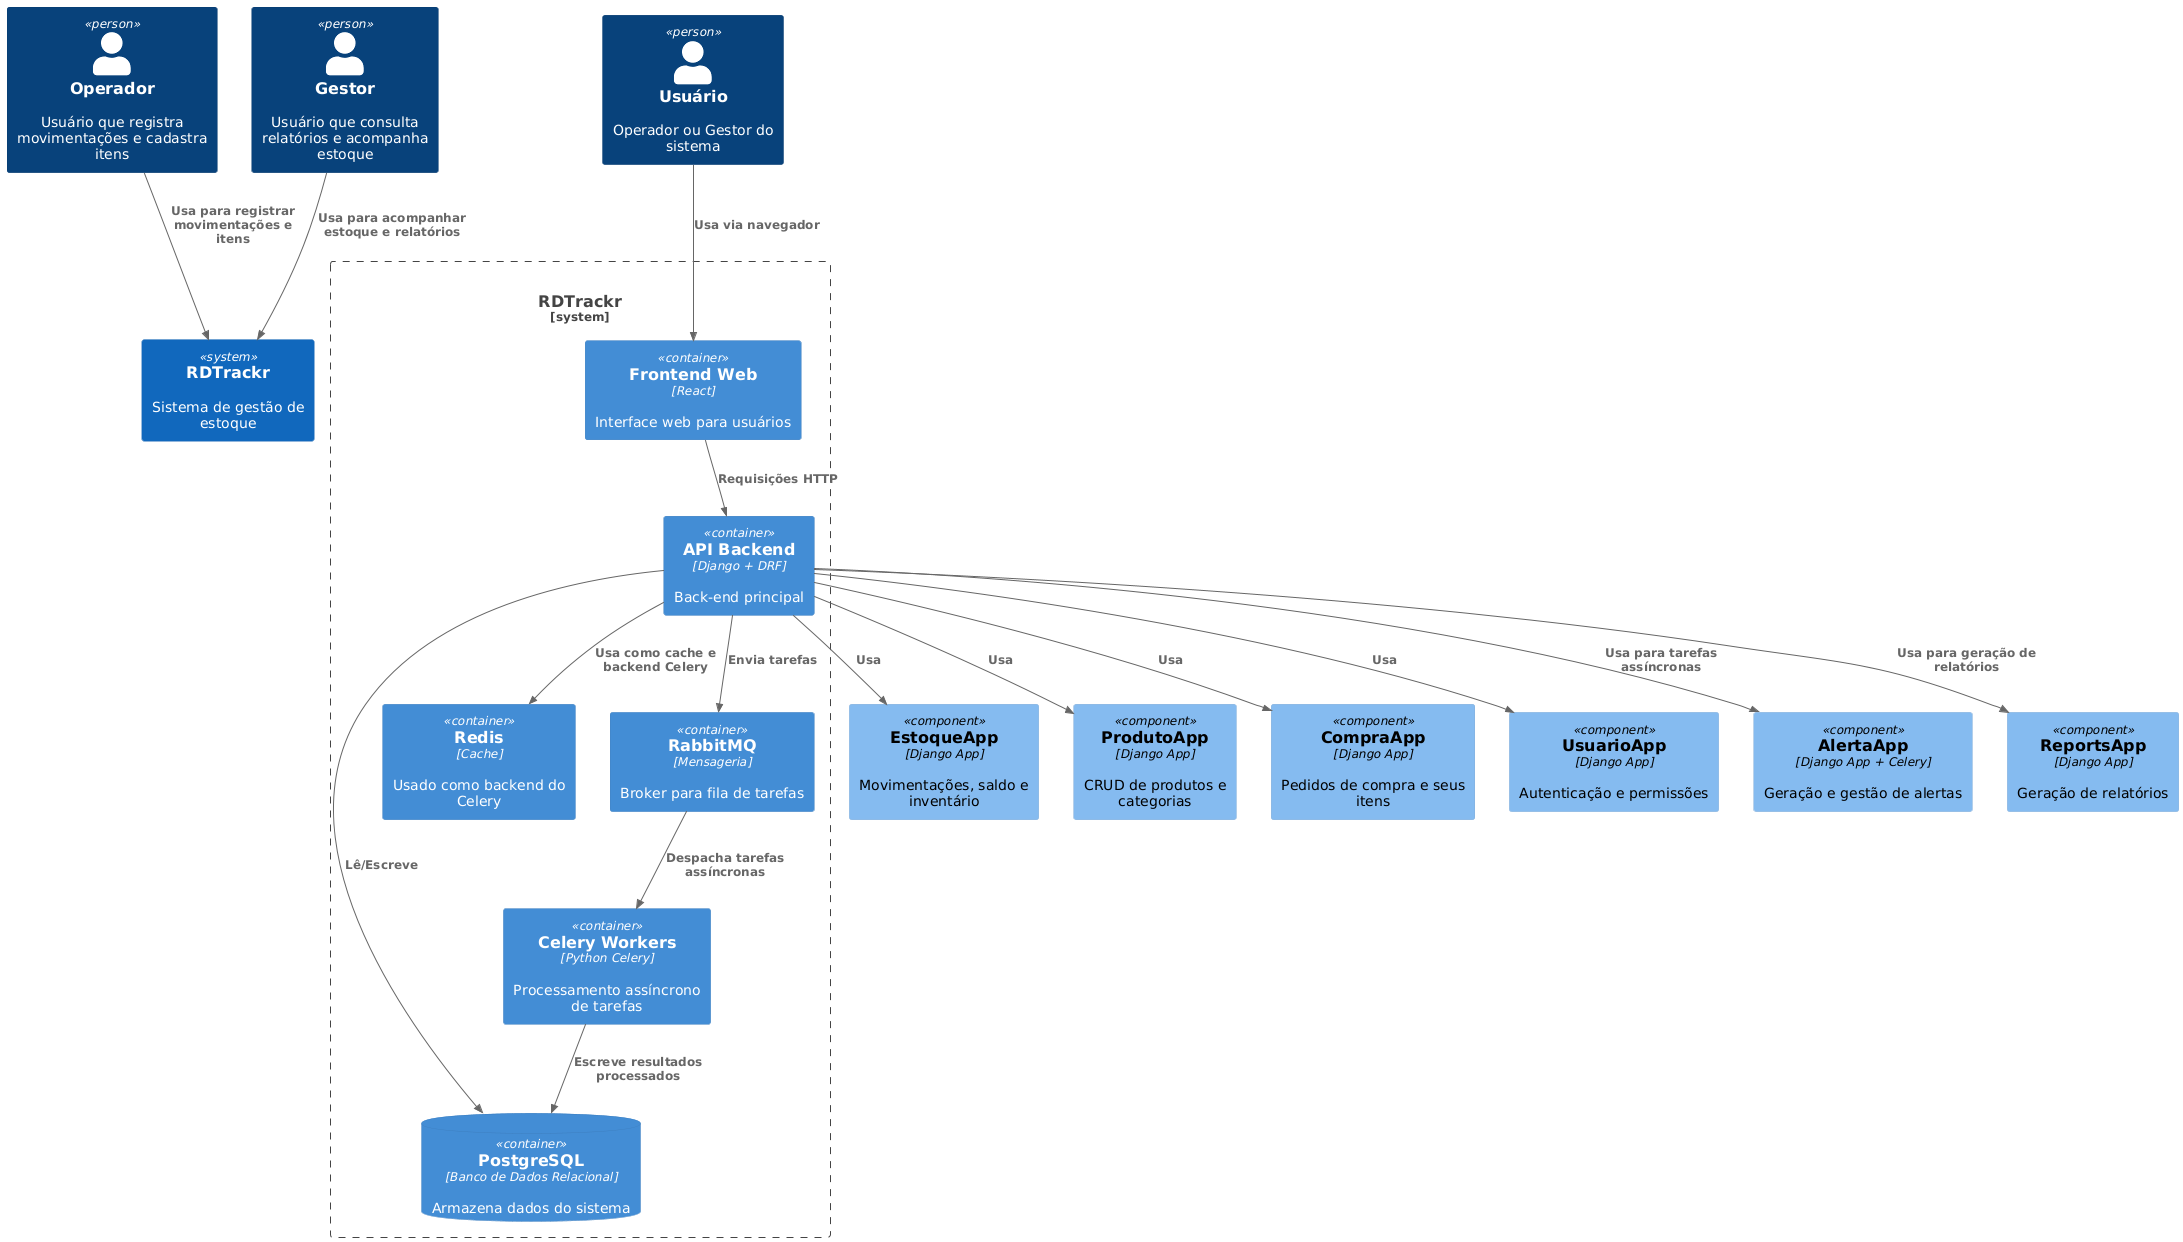 «person»
Operador
Usuário que registra
movimentações e cadastra
itens
«person»
Gestor
Usuário que consulta
relatórios e acompanha
estoque
«person»
Usuário
Operador ou Gestor do
sistema
Usa para registrar
movimentações e
itens
Usa para acompanhar
estoque e relatórios
Usa via navegador
«system»
RDTrackr
Sistema de gestão de
estoque
RDTrackr
[system]
«container»
Frontend Web
[React]
Interface web para usuários
Requisições HTTP
«container»
API Backend
[Django + DRF]
Back-end principal
Usa como cache e
backend Celery
Envia tarefas
Usa
Usa
Usa
Usa
Usa para tarefas
assíncronas
Usa para geração de
relatórios
«container»
Redis
[Cache]
Usado como backend do
Celery
«container»
RabbitMQ
[Mensageria]
Broker para fila de tarefas
«component»
EstoqueApp
[Django App]
Movimentações, saldo e
inventário
«component»
ProdutoApp
[Django App]
CRUD de produtos e
categorias
«component»
CompraApp
[Django App]
Pedidos de compra e seus
itens
«component»
UsuarioApp
[Django App]
Autenticação e permissões
«component»
AlertaApp
[Django App + Celery]
Geração e gestão de alertas
«component»
ReportsApp
[Django App]
Geração de relatórios
Lê/Escreve
Despacha tarefas
assíncronas
«container»
Celery Workers
[Python Celery]
Processamento assíncrono
de tarefas
Escreve resultados
processados
«container»
PostgreSQL
[Banco de Dados Relacional]
Armazena dados do sistema